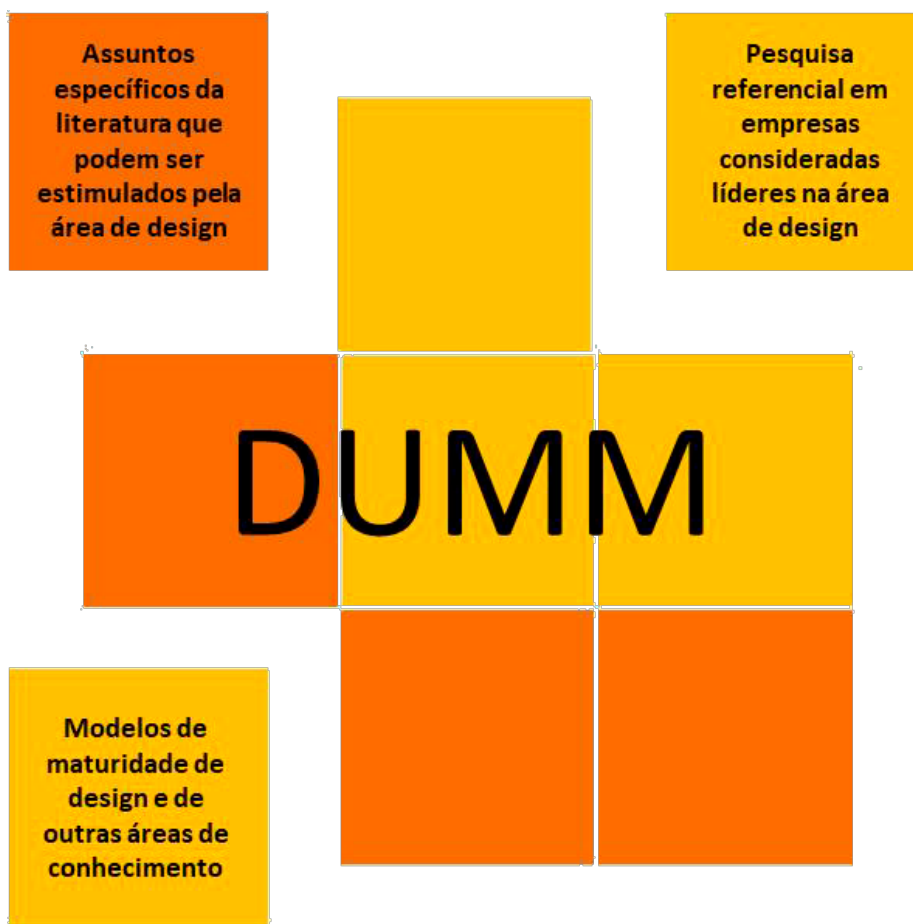 Assuntos
específicos da
literatura que
podem ser
estimulados pela
área de design
Pesquisa
referencial em
empresas
consideradas
líderes na área
de design
DUMM
Modelos de
maturidade de
design e de
outras áreas de
conhecimento